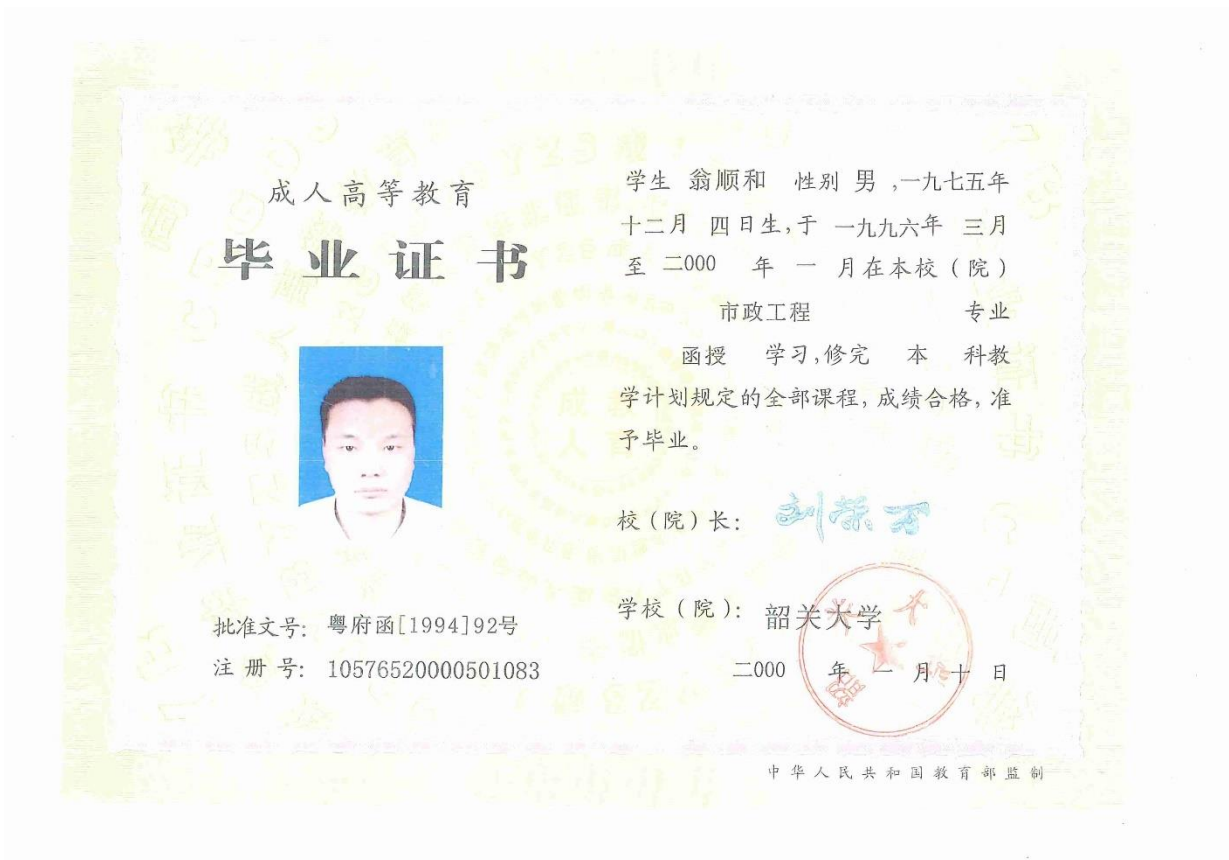 成人高等教育
毕业证书
批准文号: 粤府函[1994]92号
注册号: 10576520000501083
学生 翁顺和 性别 男 ,一九七五年
十二月 四日生,于 一九九六年 三月
至 二000 年 一 月在本校(院)
市政工程 专业
函授 学习,修完 本 科教
学计划规定的全部课程,成绩合格,准
予毕业。
校(院)长:
学校(院): 韶关大学
二000 年 一 月 十 日
中华人民共和国教育部监制